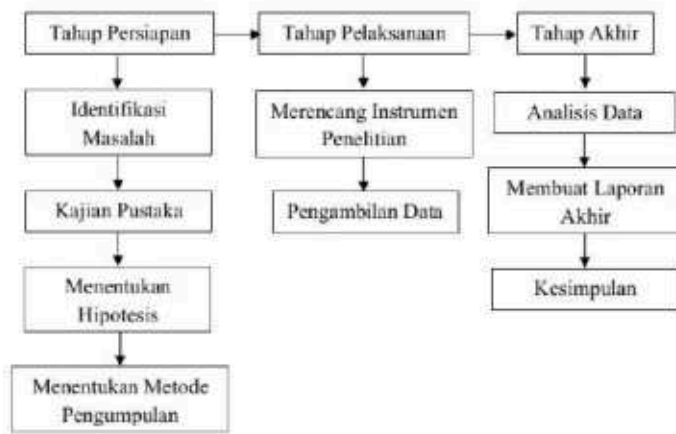 Tahap Persiapan
Tahap Pelaksanaan
Tahap Akhir
Identifikasi
Masalah
Kajian Pustaka
Menentukan
Hipotesis
Menentukan Metode
Pengumpulan
Merencang Instrumen
Penelitian
Pengambilan Data
Analisis Data
Membuat Laporan
Akhir
Kesimpulan